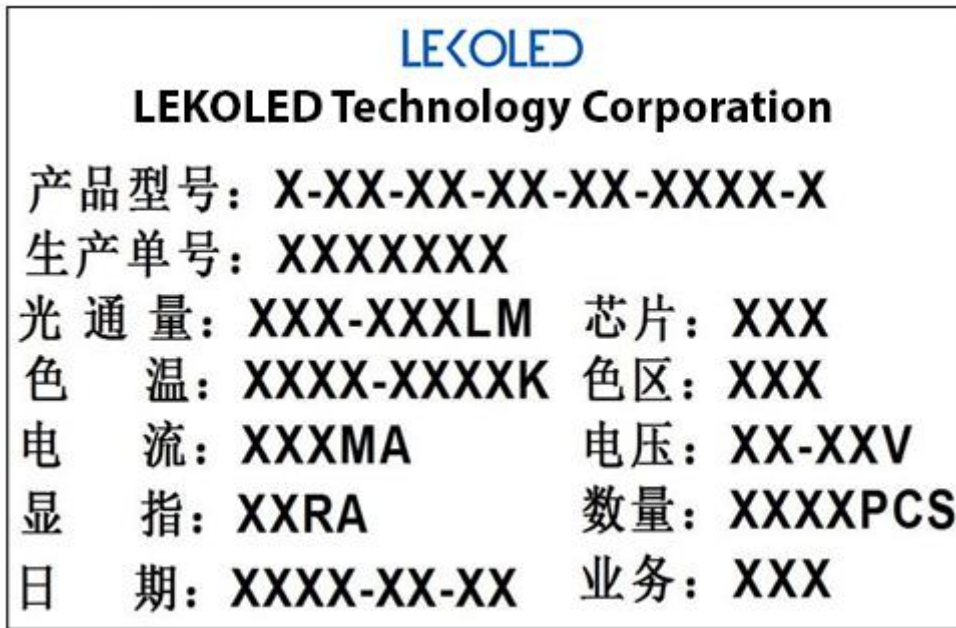 LEKOLED
LEKOLED Technology Corporation
产品型号：X-XX-XX-XX-XX-XXXX-X
生产单号：XXXXXXX
光通量：XXX-XXXLM 芯片：XXX
色温：XXXX-XXXXK 色区：XXX
电流：XXXMA 电压：XX-XXV
显指：XXRA 数量：XXXXPCS
日期：XXXX-XX-XX 业务：XXX